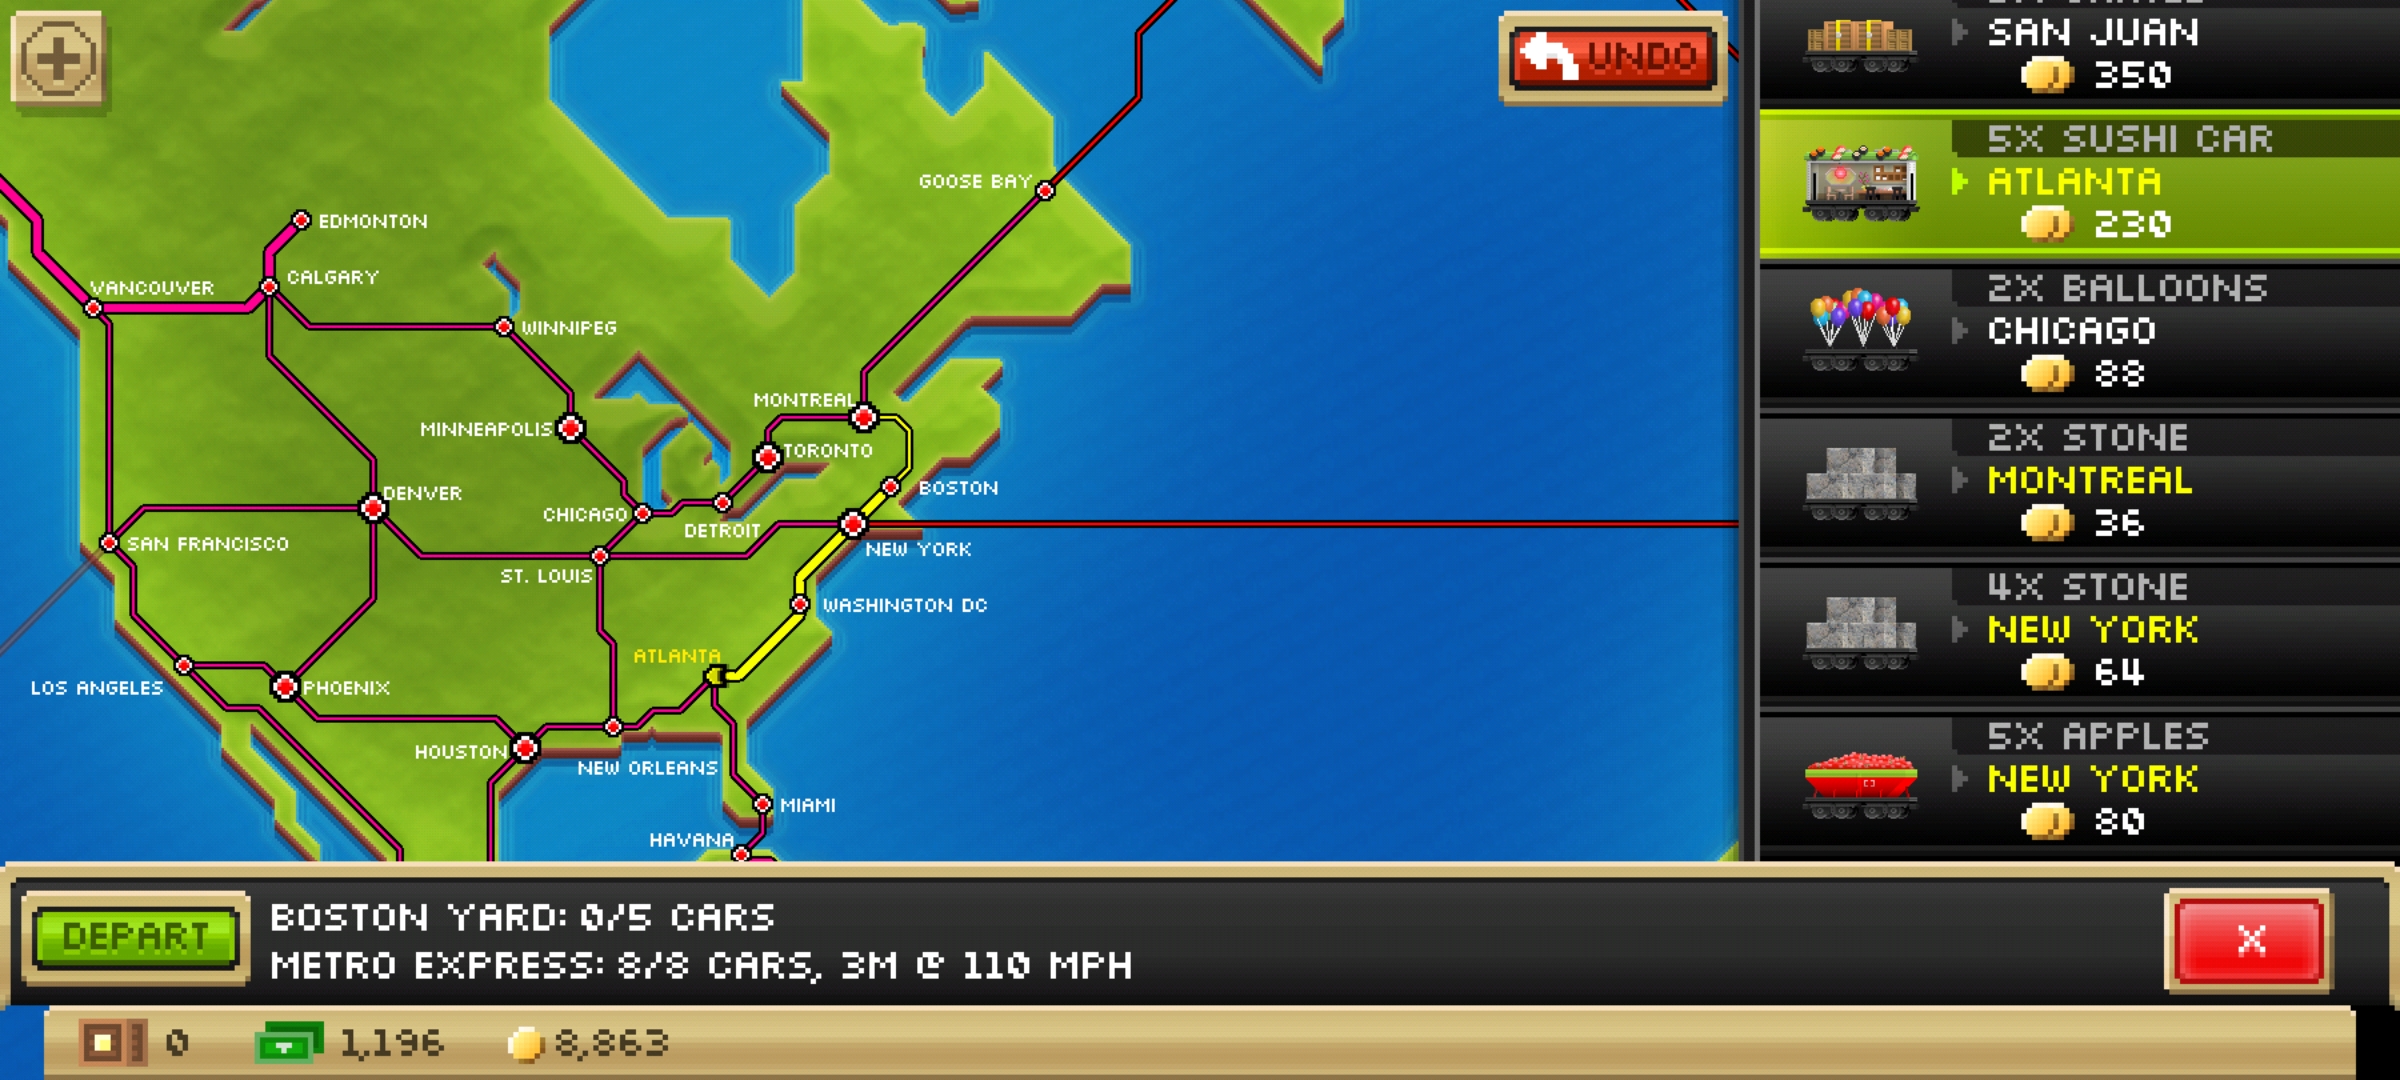 UNDO
SAN JUAN
350
5X SUSHI CAR
ATLANTA
230
2X BALLOONS
CHICAGO
88
2X STONE
MONTREAL
36
4X STONE
NEW YORK
64
5X APPLES
NEW YORK
80
GOOSE BAY
EDMONTON
CALGARY
VANCOUVER
WINNIPEG
MONTREAL
MINNEAPOLIS
TORONTO
BOSTON
DENVER
CHICAGO
DETROIT
SAN FRANCISCO
NEW YORK
ST. LOUIS
WASHINGTON DC
ATLANTA
LOS ANGELES
PHOENIX
HOUSTON
NEW ORLEANS
MIAMI
HAVANA
DEPART
BOSTON YARD: 0/5 CARS
METRO EXPRESS: 8/8 CARS, 3M @ 110 MPH
X
0
1,196
8,863